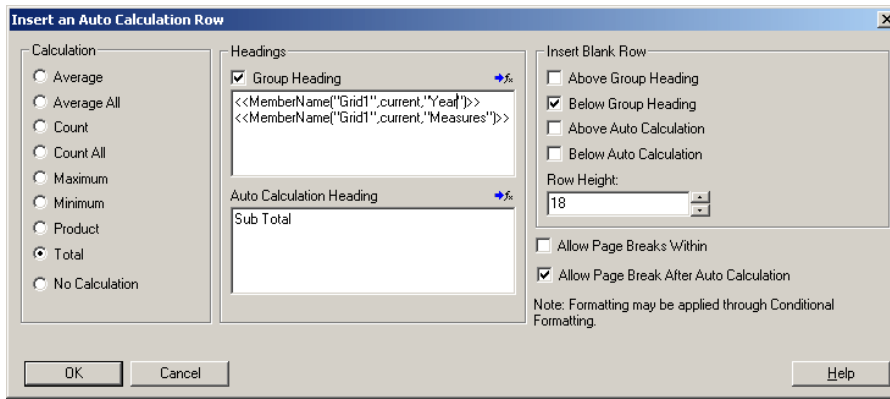 Insert an Auto Calculation Row
Calculation
Average
Average All
Count
Count All
Maximum
Minimum
Product
Total
No Calculation
Headings
Group Heading
<<MemberName("Grid1",current,"Year")>>
<<MemberName("Grid1",current,"Measures")>>
Auto Calculation Heading
Sub Total
Insert Blank Row
Above Group Heading
Below Group Heading
Above Auto Calculation
Below Auto Calculation
Row Height:
18
Allow Page Breaks Within
Allow Page Break After Auto Calculation
Note: Formatting may be applied through Conditional
Formatting.
OK
Cancel
Help